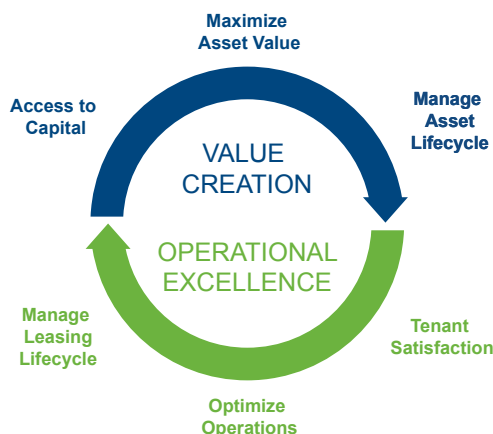 Maximize
Asset Value
Access to
Capital
Manage
Asset
Lifecycle
VALUE
CREATION
OPERATIONAL
EXCELLENCE
Manage
Leasing
Lifecycle
Tenant
Satisfaction
Optimize
Operations